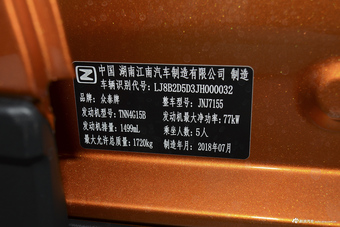 中国 湖南江南汽车制造有限公司 制造
车辆识别代号：LJ8B2D5D3JH000032
品牌：众泰牌 整车型号：JNJ7155
发动机型号：TNN4G15B 发动机最大净功率：77kW
发动机排量：1499mL 乘坐人数：5人
最大允许总质量：1720kg 制造年月：2018年07月